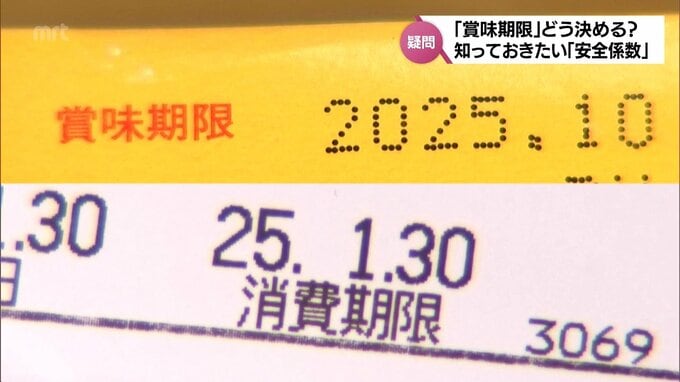 mrt
疑問
「賞味期限」どう決める?
知っておきたい「安全係数」
賞味期限
2025.10
.30
25. 1.30
消費期限
3069